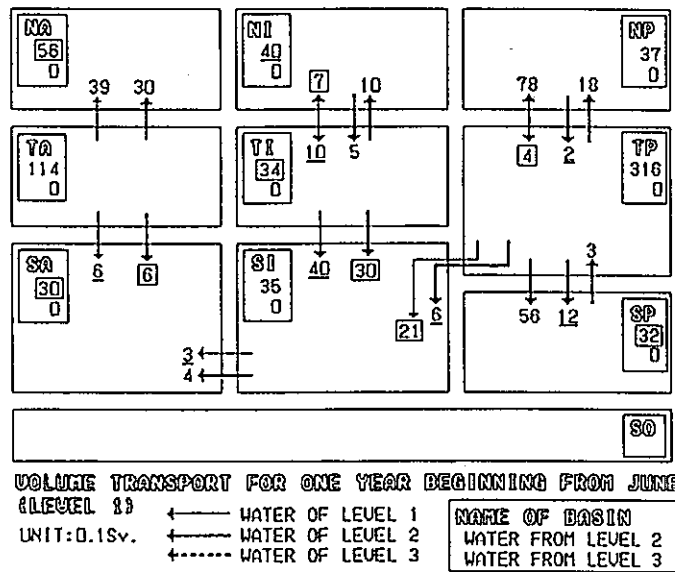 NA
56
0
39 30
NI
40
0
7 10
NP
37
0
78 18
TA
114
0
TI
34
0
10 5
TP
316
0
4 2
SA
30
0
6 6
SI
35
0
40 30
21 6
3
4
3
56 12
SP
32
0
SO
VOLUME TRANSPORT FOR ONE YEAR BEGINNING FROM JUNE
(LEVEL 1)
UNIT:0.1Sv.
WATER OF LEVEL 1
WATER OF LEVEL 2
WATER OF LEVEL 3
NAME OF BASIN
WATER FROM LEVEL 2
WATER FROM LEVEL 3